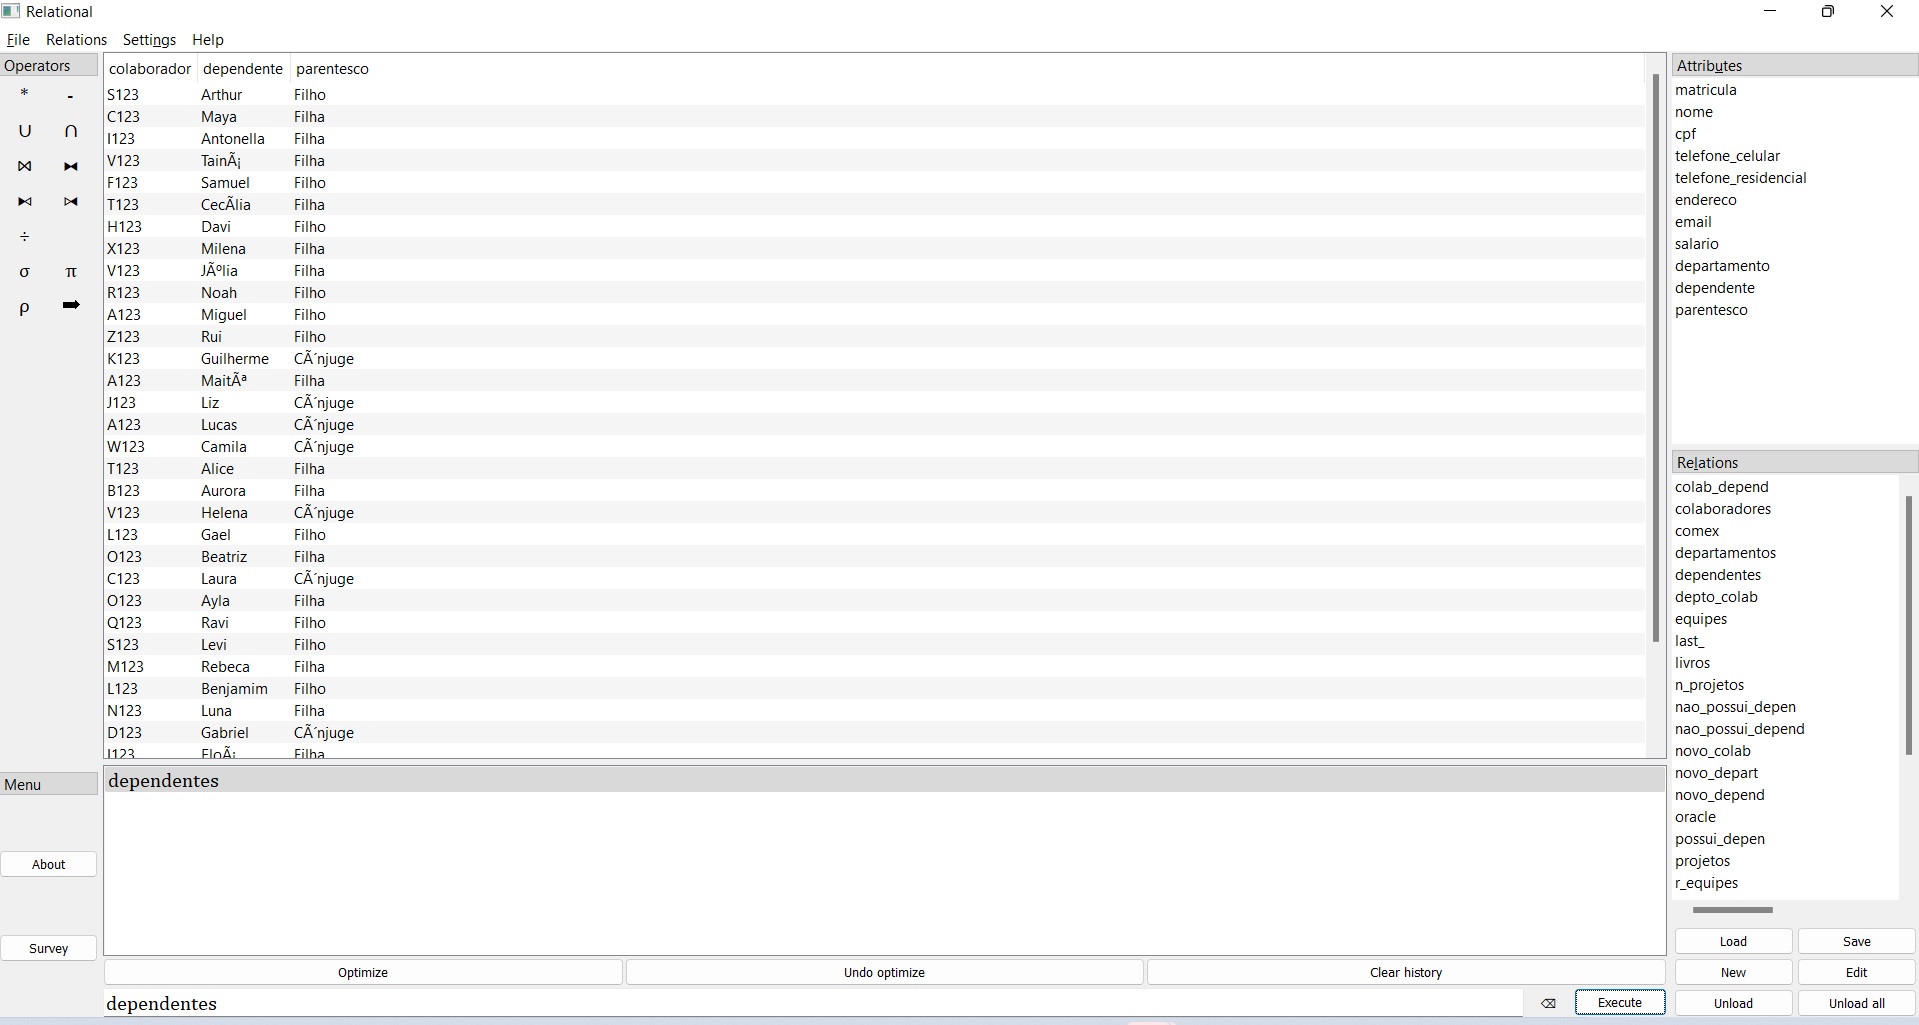 Relational
File Relations Settings Help
Operators
* -
∪ ∩
⋈ ⧓
⧑ ⧒
÷
σ π
ρ ➡
Menu
About
Survey
colaborador dependente parentesco
S123 Arthur Filho
C123 Maya Filha
I123 Antonella Filha
V123 TainÃ¡ Filha
F123 Samuel Filho
T123 CecÃ­lia Filha
H123 Davi Filho
X123 Milena Filha
V123 JÃºlia Filha
R123 Noah Filho
A123 Miguel Filho
Z123 Rui Filho
K123 Guilherme CÃ´njuge
A123 MaitÃª Filha
J123 Liz CÃ´njuge
A123 Lucas CÃ´njuge
W123 Camila CÃ´njuge
T123 Alice Filha
B123 Aurora Filha
V123 Helena CÃ´njuge
L123 Gael Filho
O123 Beatriz Filha
C123 Laura CÃ´njuge
O123 Ayla Filha
Q123 Ravi Filho
S123 Levi Filho
M123 Rebeca Filha
L123 Benjamim Filho
N123 Luna Filha
D123 Gabriel CÃ´njuge
I123 EloÃ¡ Filha
dependentes
Optimize Undo optimize Clear history
dependentes
⌫ Execute
Attributes
matricula
nome
cpf
telefone_celular
telefone_residencial
endereco
email
salario
departamento
dependente
parentesco
Relations
colab_depend
colaboradores
comex
departamentos
dependentes
depto_colab
equipes
last_
livros
n_projetos
nao_possui_depen
nao_possui_depend
novo_colab
novo_depart
novo_depend
oracle
possui_depen
projetos
r_equipes
Load Save
New Edit
Unload Unload all